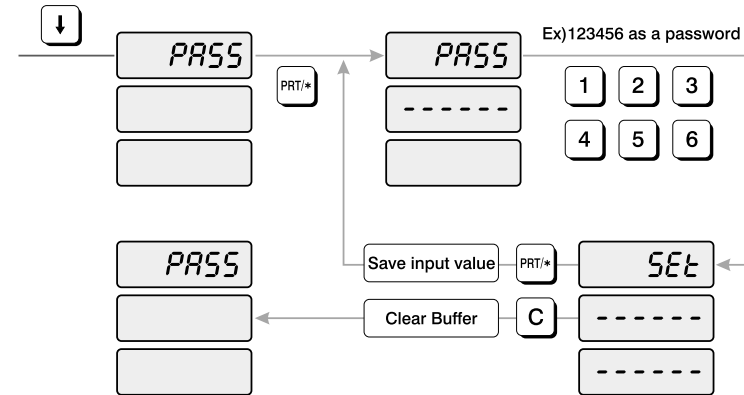 ↓
PASS
PRT/*
PASS
------
Ex)123456 as a password
1 2 3
4 5 6
PASS
Save input value
PRT/*
SEt
Clear Buffer
C
------
------